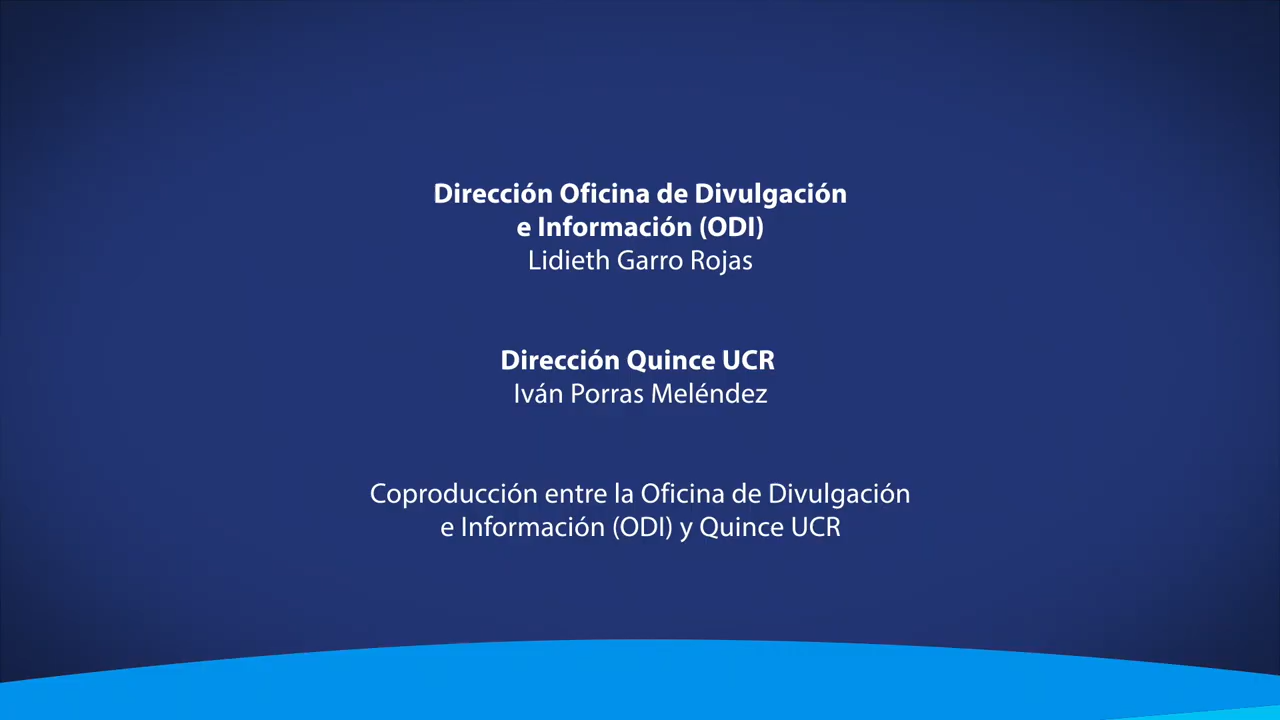 Dirección Oficina de Divulgación
e Información (ODI)
Lidieth Garro Rojas
Dirección Quince UCR
Iván Porras Meléndez
Coproducción entre la Oficina de Divulgación
e Información (ODI) y Quince UCR